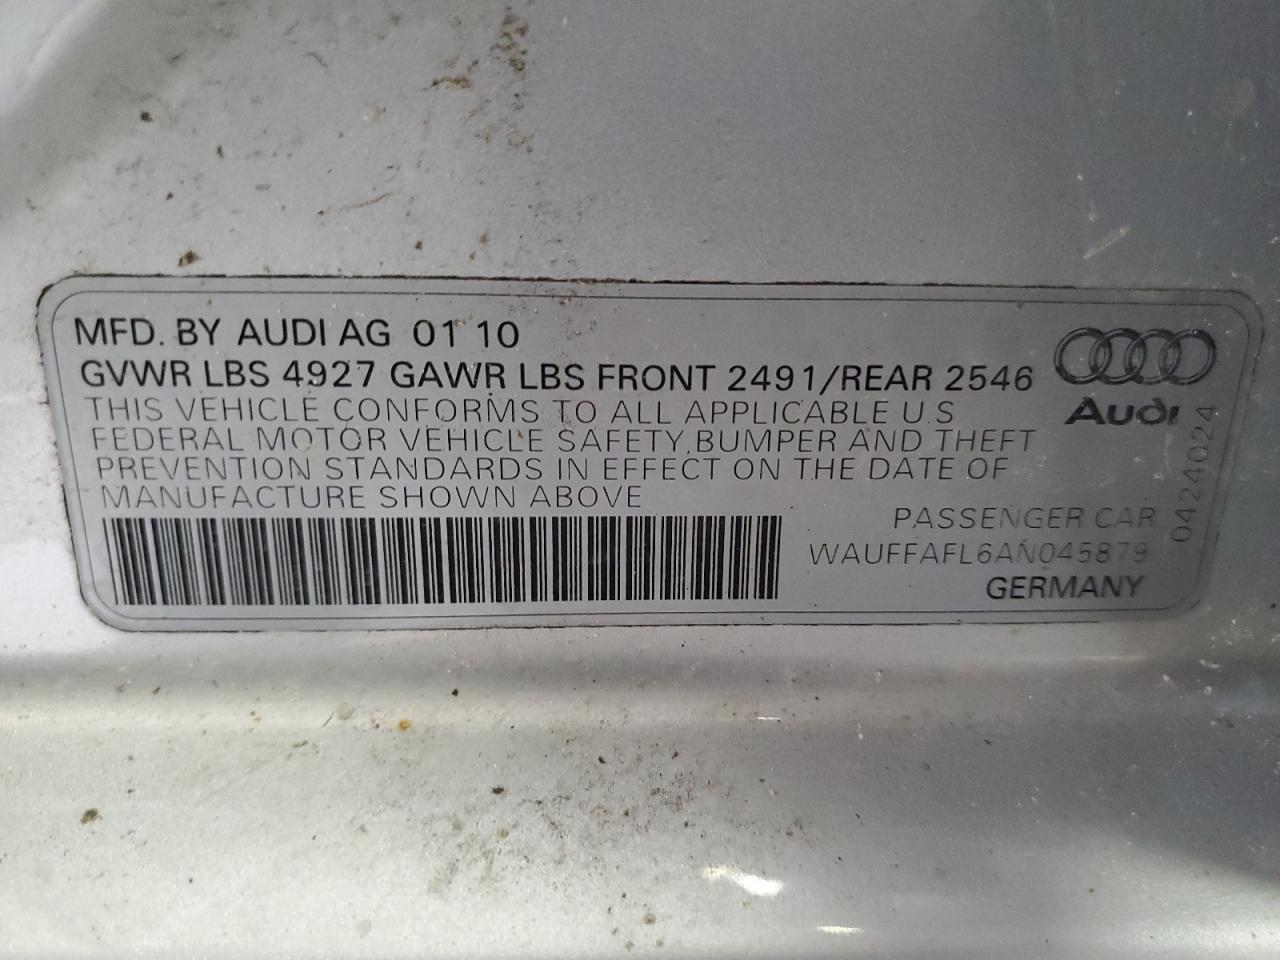 MFD. BY AUDI AG 01 10
GVWR LBS 4927 GAWR LBS FRONT 2491/REAR 2546
THIS VEHICLE CONFORMS TO ALL APPLICABLE U.S
FEDERAL MOTOR VEHICLE SAFETY, BUMPER AND THEFT
PREVENTION STANDARDS IN EFFECT ON THE DATE OF
MANUFACTURE SHOWN ABOVE
Audi
0424024
PASSENGER CAR
WAUFFAFL6AN045879
GERMANY